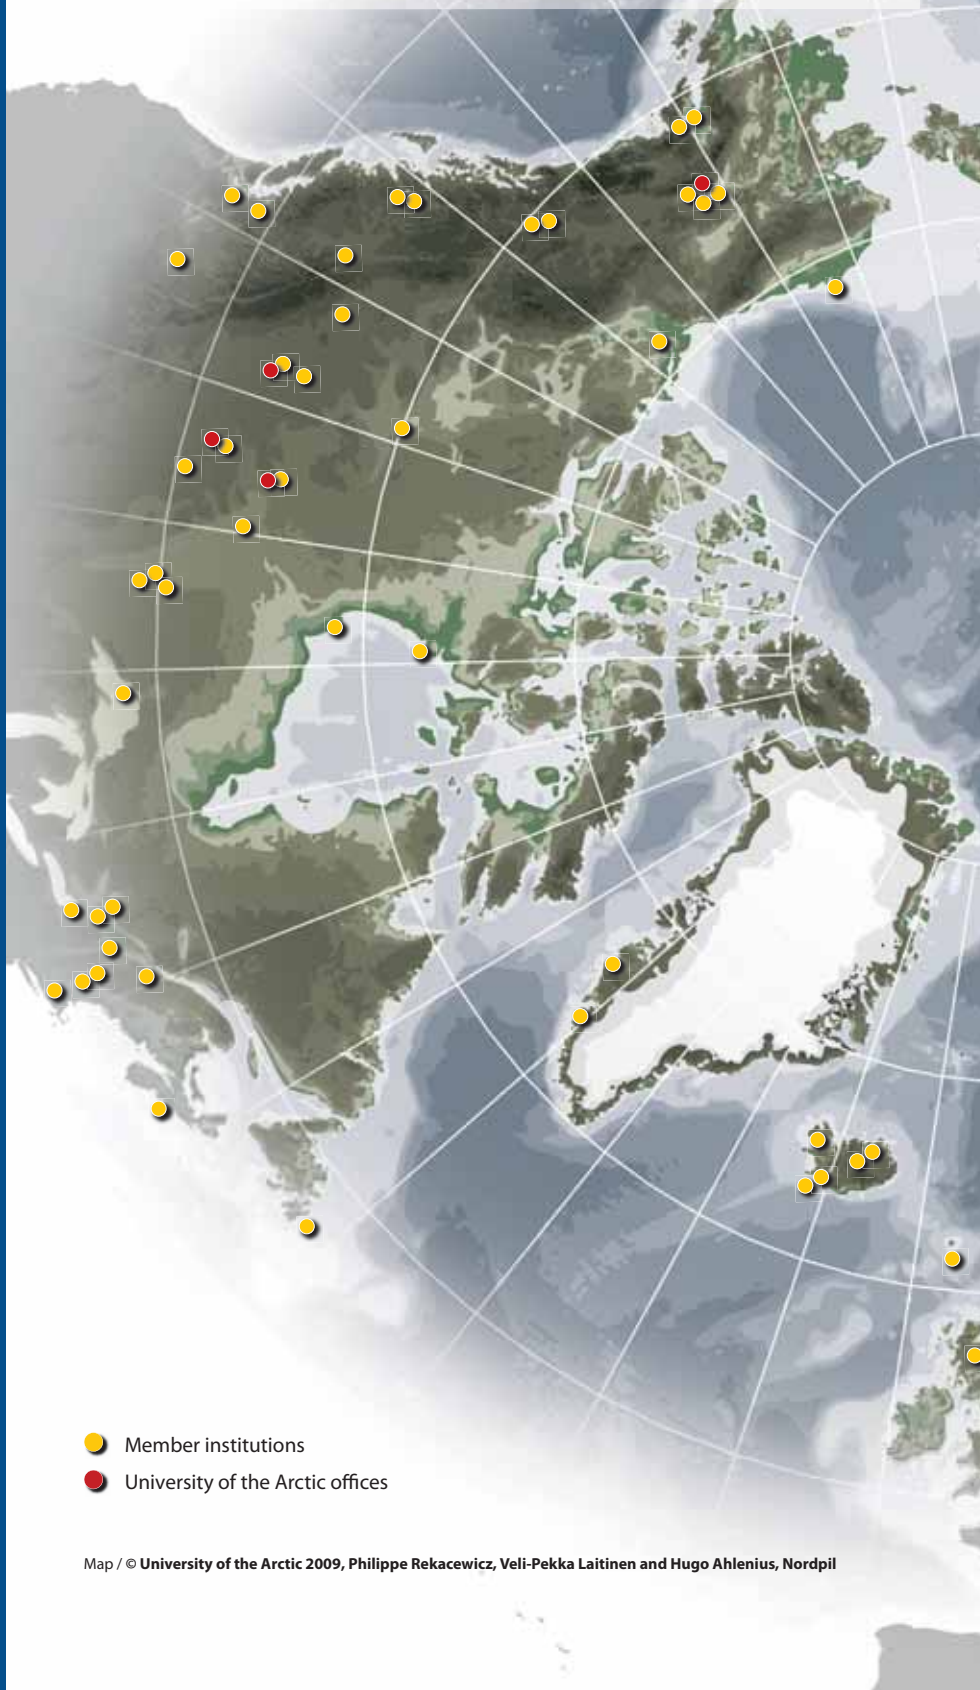 Member institutions
University of the Arctic offices
Map / © University of the Arctic 2009, Philippe Rekacewicz, Veli-Pekka Laitinen and Hugo Ahlenius, Nordpil